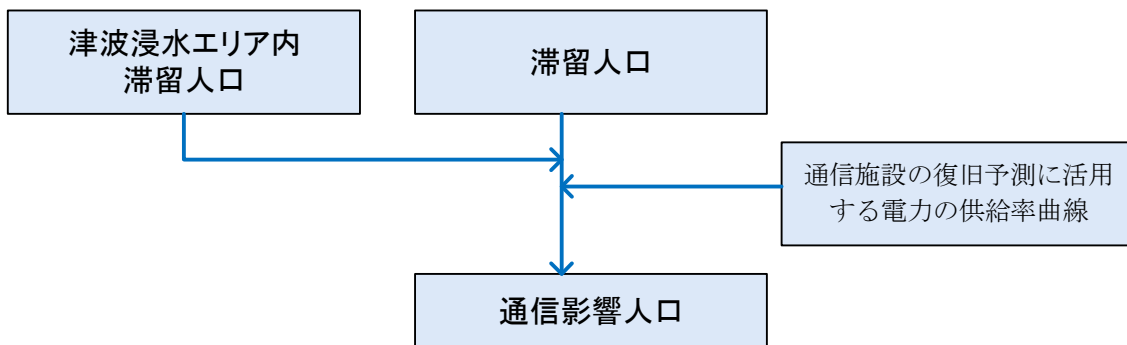 津波浸水エリア内
滞留人口
滞留人口
通信施設の復旧予測に活用
する電力の供給率曲線
通信影響人口